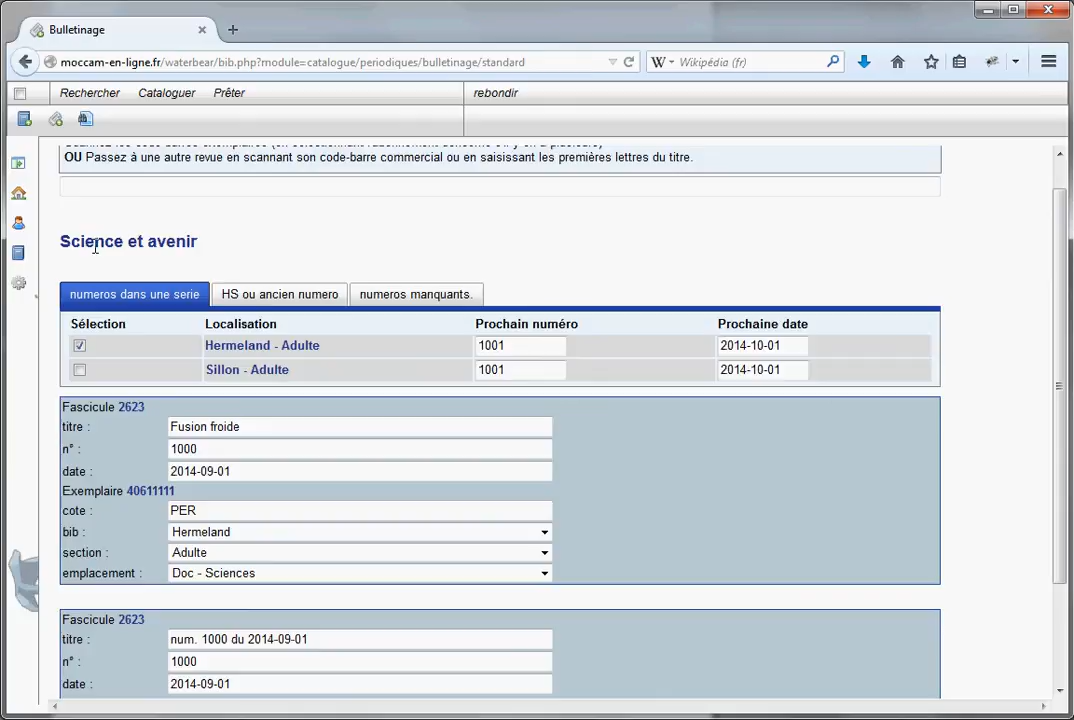 Bulletinage
moccam-en-ligne.fr/waterbear/bib.php?module=catalogue/periodiques/bulletinage/standard
W Wikipédia (fr)
Rechercher Cataloguer Prêter rebondir
OU Passez à une autre revue en scannant son code-barre commercial ou en saisissant les premières lettres du titre.
Science et avenir
numeros dans une serie HS ou ancien numero numeros manquants.
Sélection Localisation Prochain numéro Prochaine date
Hermeland - Adulte 1001 2014-10-01
Sillon - Adulte 1001 2014-10-01
Fascicule 2623
titre : Fusion froide
n° : 1000
date : 2014-09-01
Exemplaire 40611111
cote : PER
bib : Hermeland
section : Adulte
emplacement : Doc - Sciences
Fascicule 2623
titre : num. 1000 du 2014-09-01
n° : 1000
date : 2014-09-01